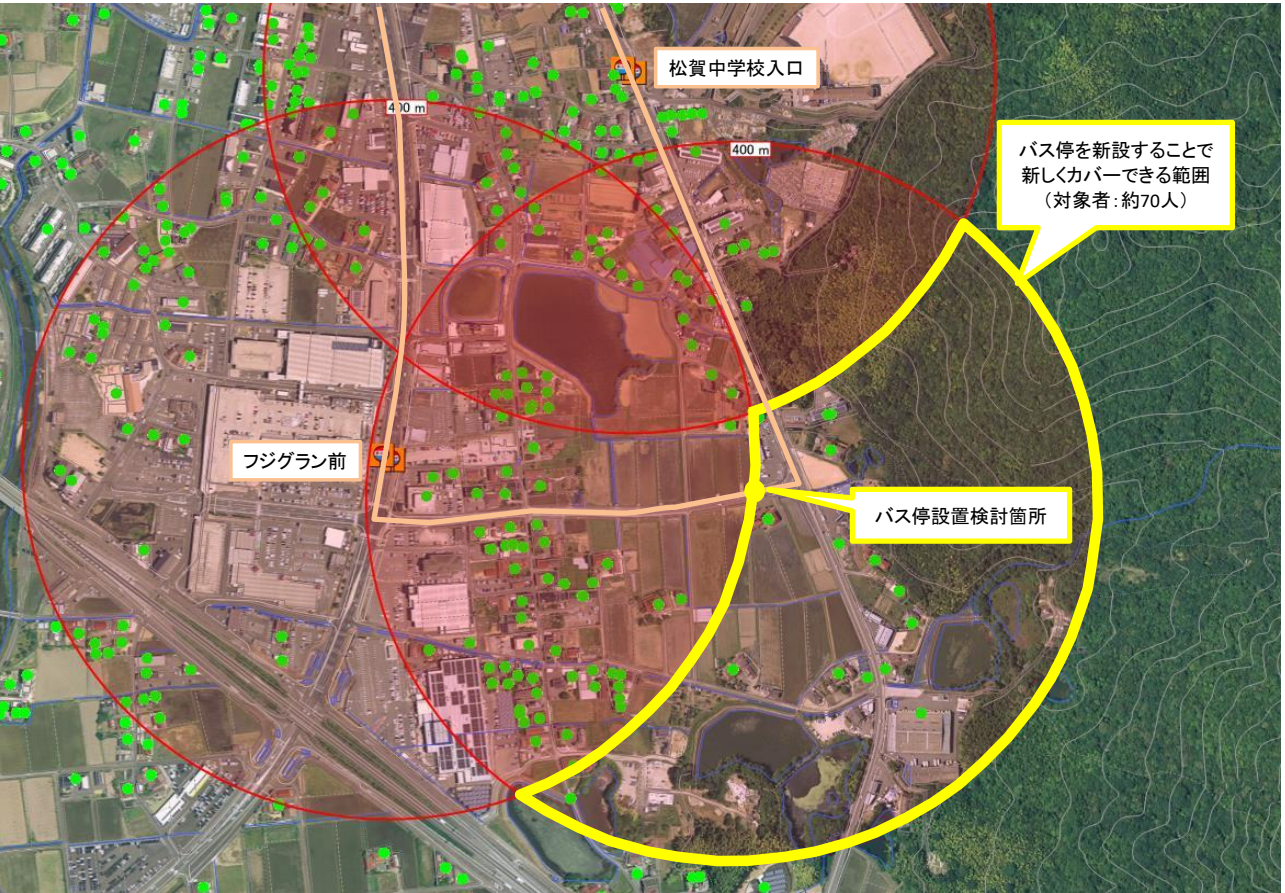 松賀中学校入口
400 m
400 m
バス停を新設することで
新しくカバーできる範囲
（対象者：約70人）
フジグラン前
バス停設置検討箇所